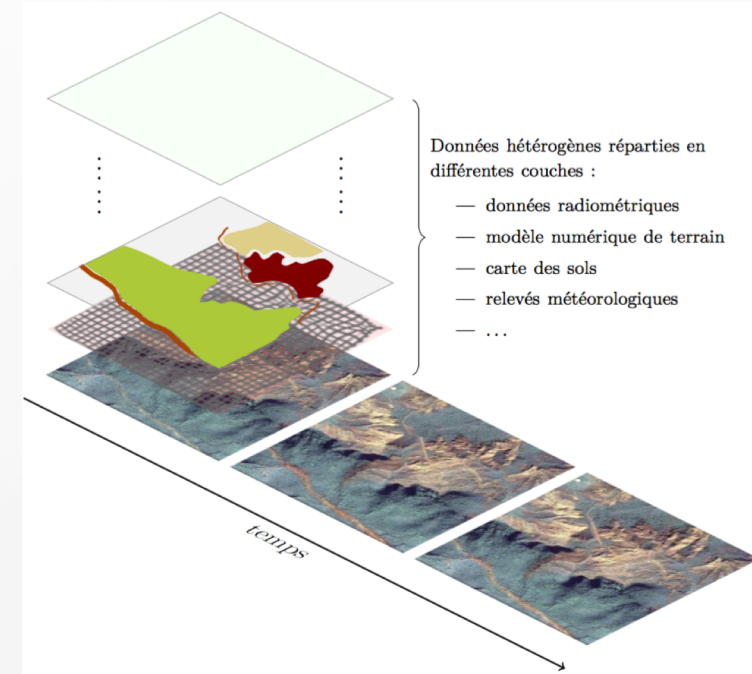 Données hétérogènes réparties en
différentes couches :
— données radiométriques
— modèle numérique de terrain
— carte des sols
— relevés météorologiques
— ...
temps